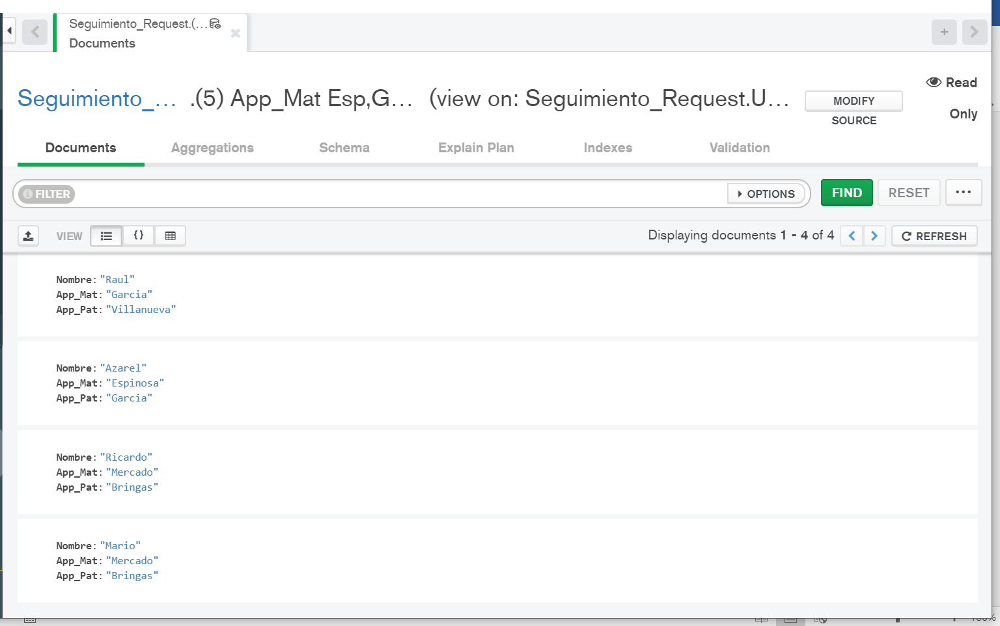 Seguimiento_Request.(...
Documents
+
Seguimiento_... .(5) App_Mat Esp,G... (view on: Seguimiento_Request.U...
MODIFY
SOURCE
Read
Only
Documents Aggregations Schema Explain Plan Indexes Validation
FILTER
OPTIONS
FIND
RESET
...
VIEW
{}
Displaying documents 1 - 4 of 4
REFRESH
Nombre: "Raul"
App_Mat: "Garcia"
App_Pat: "Villanueva"
Nombre: "Azarel"
App_Mat: "Espinosa"
App_Pat: "Garcia"
Nombre: "Ricardo"
App_Mat: "Mercado"
App_Pat: "Bringas"
Nombre: "Mario"
App_Mat: "Mercado"
App_Pat: "Bringas"